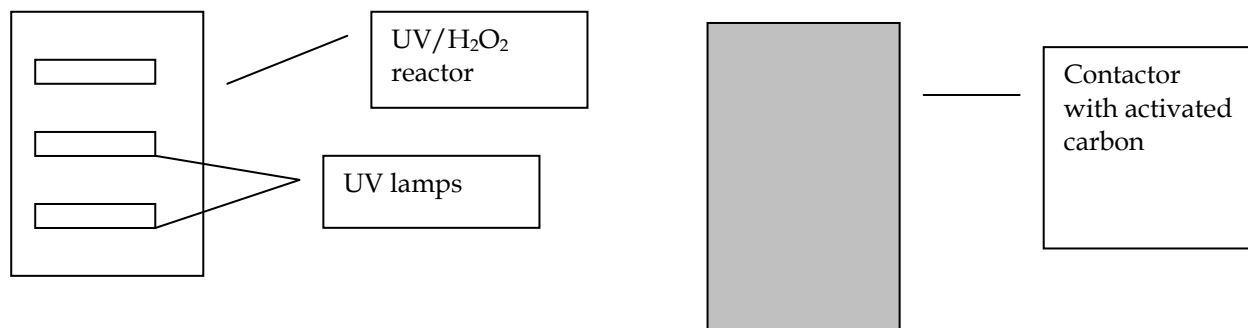 UV/H₂O₂
reactor
UV lamps
Contactor
with activated
carbon